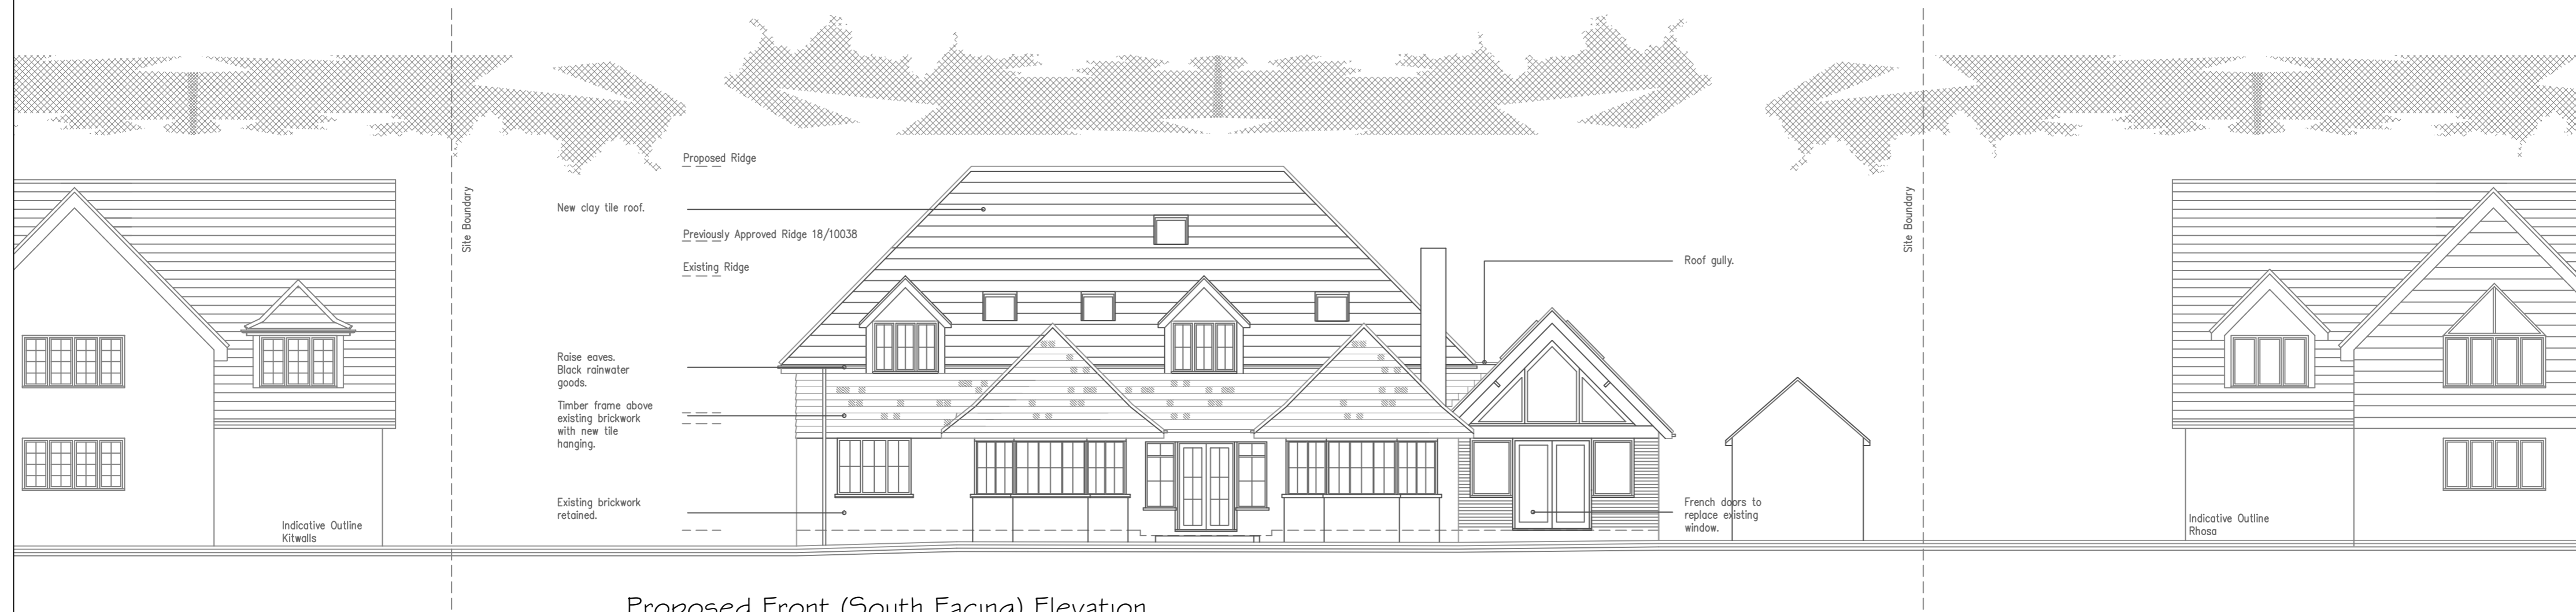 Proposed Ridge
New clay tile roof.
Previously Approved Ridge 18/10038
Existing Ridge
Raise eaves.
Black rainwater
goods.
Timber frame above
existing brickwork
with new tile
hanging.
Existing brickwork
retained.
Indicative Outline
Kitwalls
Site Boundary
Roof gully.
French doors to
replace existing
window.
Site Boundary
Indicative Outline
Rhosa
Proposed Front (South Facing) Elevation